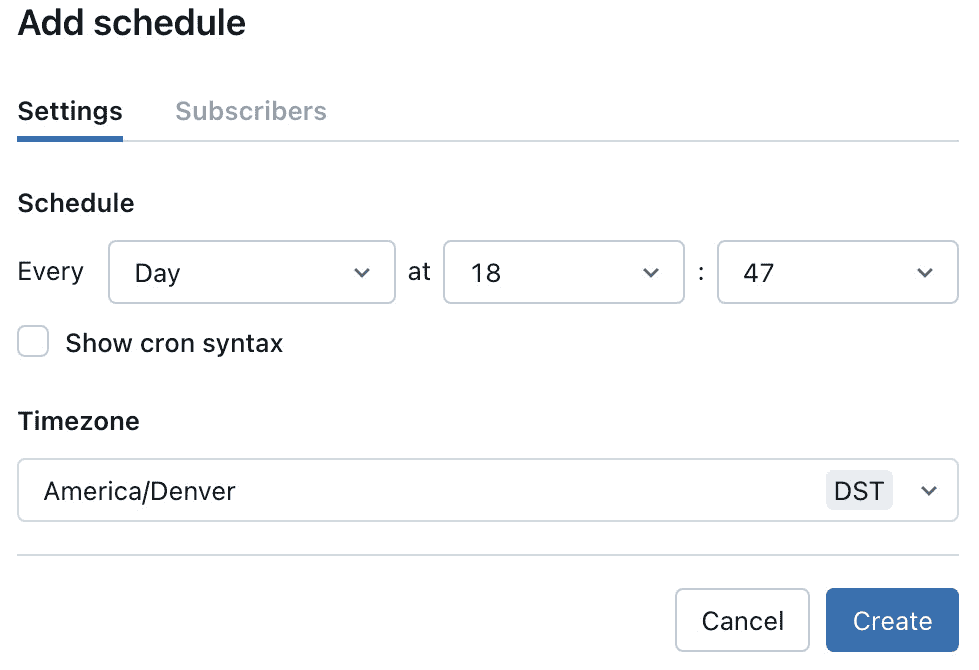 Add schedule
Settings Subscribers
Schedule
Every Day at 18 : 47
Show cron syntax
Timezone
America/Denver DST
Cancel Create